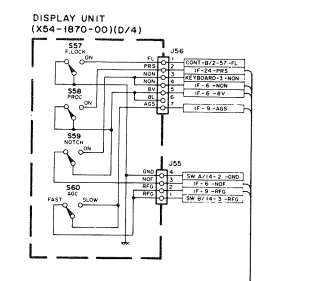 DISPLAY UNIT
(X54-1870-00)(D/4)
S57
F.LOCK
ON
J56
FL 1 CONT-B/2-57-FL
PRS 2 IF-24-PRS
NON 3 KEYBOARD-3-NON
NON 4 IF-6-NON
BV 5 IF-6-BV
BL 6
AGS 7 IF-9-AGS
S58
PROC
ON
S59
NOTCH
ON
J55
GND 4 SW A/14-2-GND
NOF 3 IF-6-NOF
RFG 2 IF-9-RFG
RFG 1 SW B/14-3-RFG
S60
AGC
FAST SLOW